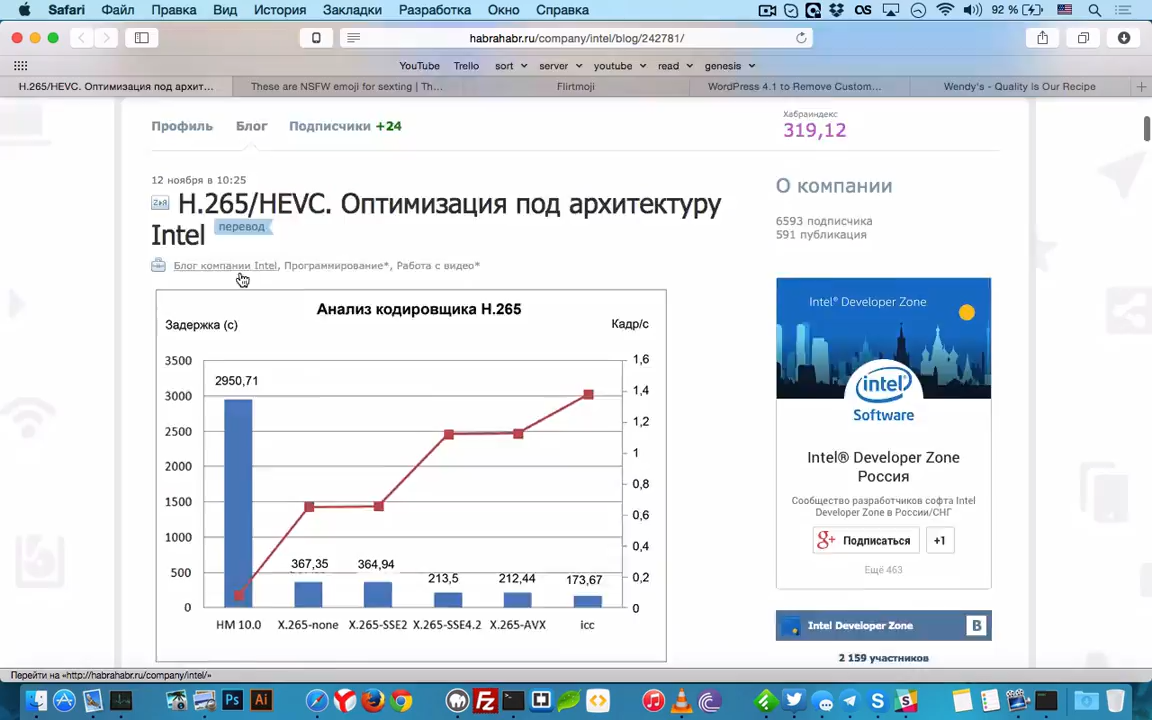 Safari Файл Правка Вид История Закладки Разработка Окно Справка 92 %
habrahabr.ru/company/intel/blog/242781/
YouTube Trello sort server youtube read genesis
H.265/HEVC. Оптимизация под архит... These are NSFW emoji for sexting | Th... Flirtmoji WordPress 4.1 to Remove Custom... Wendy's - Quality Is Our Recipe
Профиль Блог Подписчики +24
Хабраиндекс
319,12
12 ноября в 10:25
H.265/HEVC. Оптимизация под архитектуру
Intel перевод
Блог компании Intel, Программирование*, Работа с видео*
Анализ кодировщика H.265
Задержка (с) Кадр/с
3500 1,6
3000 1,4
2500 1,2
2000 1
1500 0,8
1000 0,6
500 0,4
0 0,2
0
2950,71 367,35 364,94 213,5 212,44 173,67
HM 10.0 X.265-none X.265-SSE2 X.265-SSE4.2 X.265-AVX icc
О компании
6593 подписчика
591 публикация
Intel® Developer Zone
intel
Software
Intel® Developer Zone
Россия
Сообщество разработчиков софта Intel
Developer Zone в России/СНГ
g+ Подписаться +1
Ещё 463
Intel Developer Zone B
2 159 участников
Перейти на «http://habrahabr.ru/company/intel/»
Ps Ai Fz